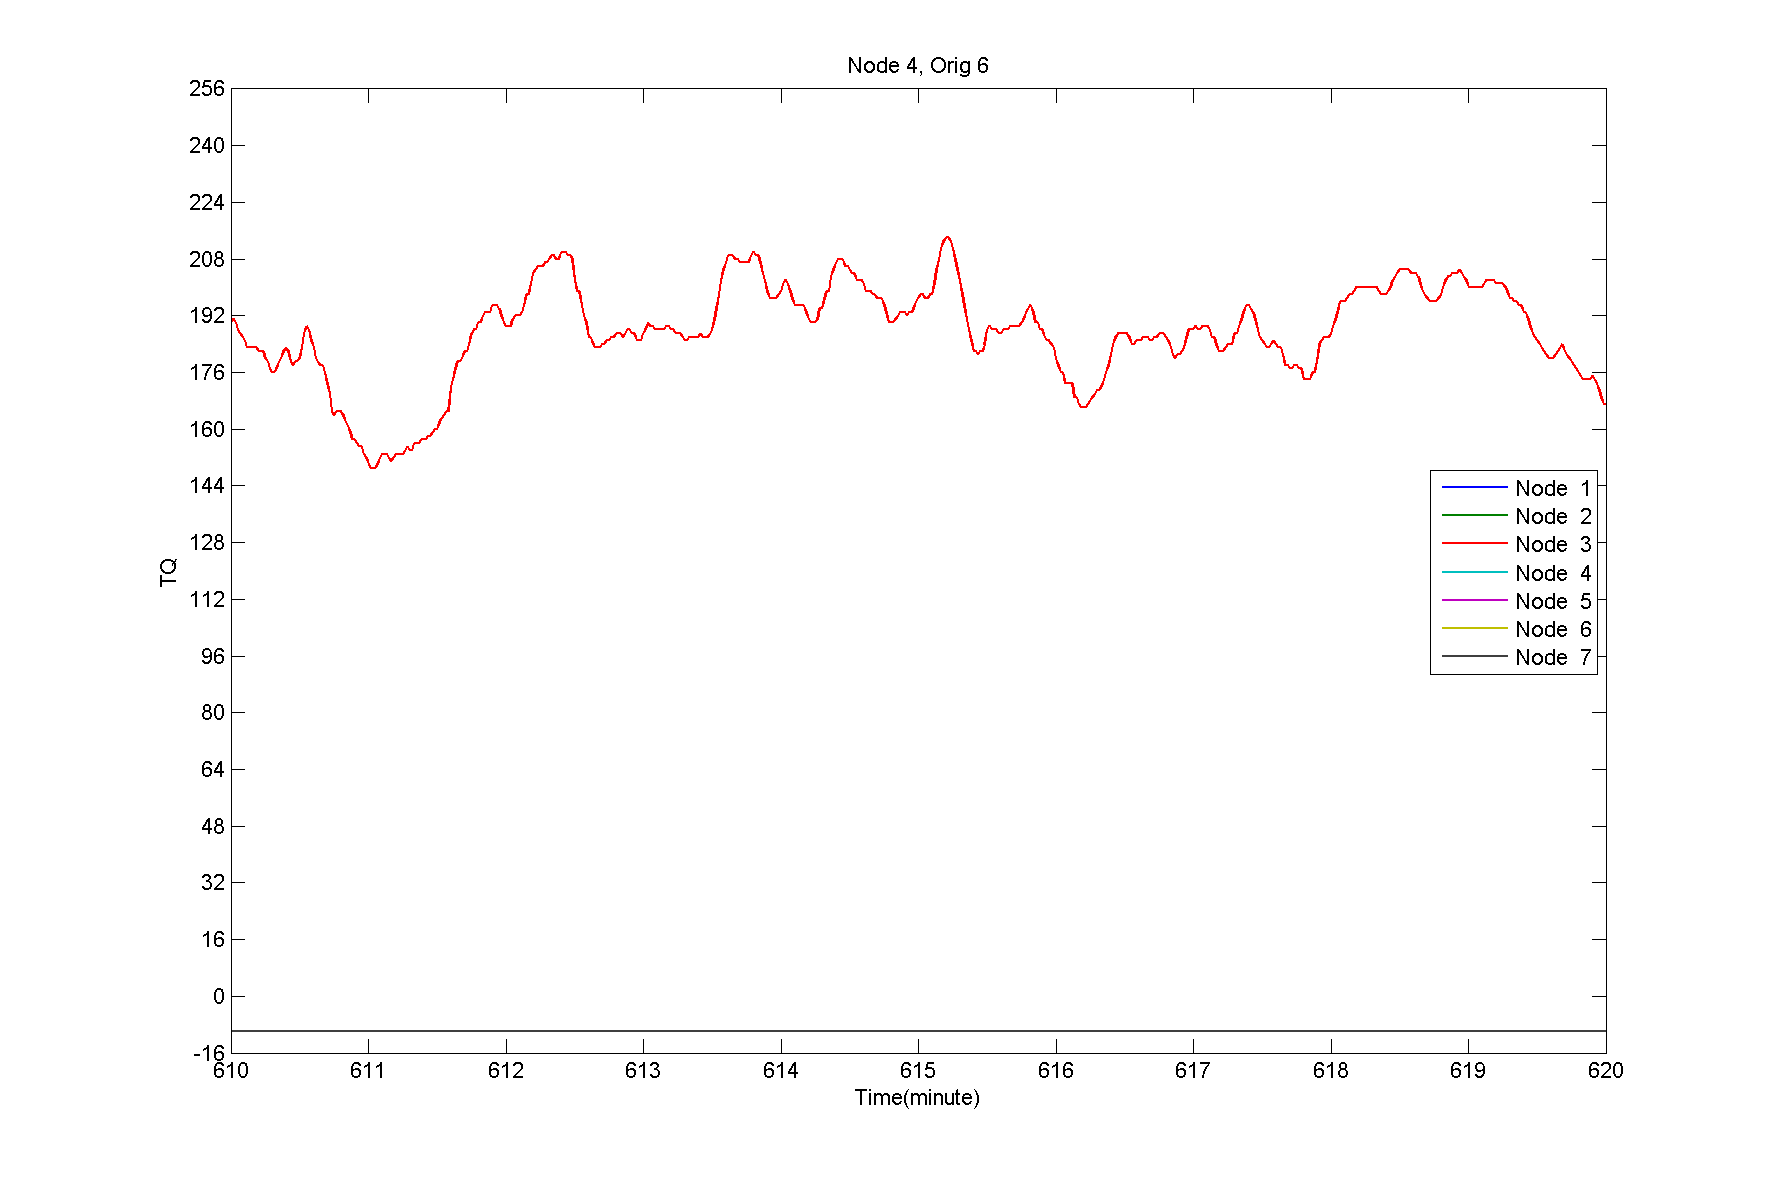 Node 4, Orig 6
256
240
224
208
192
176
160
144
128
112
96
80
64
48
32
16
0
-16
TQ
Node 1
Node 2
Node 3
Node 4
Node 5
Node 6
Node 7
610 611 612 613 614 615 616 617 618 619 620
Time(minute)